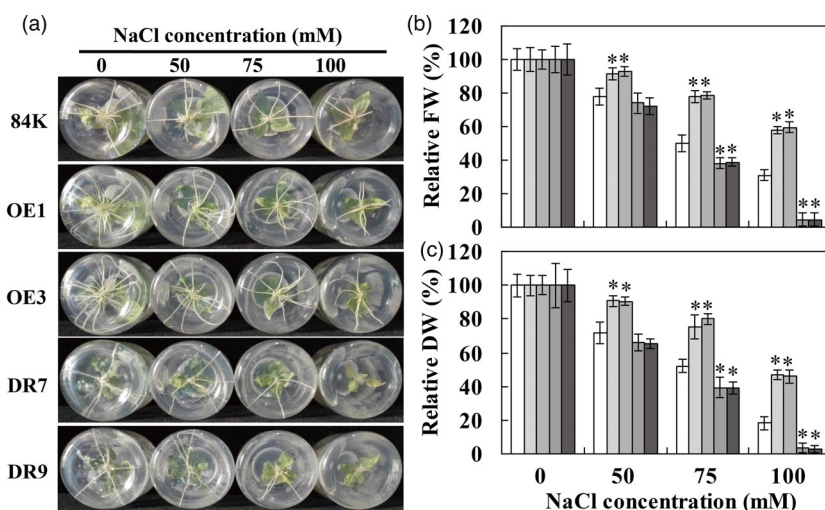 (a)
NaCl concentration (mM)
0 50 75 100
84K
OE1
OE3
DR7
DR9
(b)
Relative FW (%)
120
100
80
60
40
20
0
** ** ** ** **
(c)
Relative DW (%)
120
100
80
60
40
20
0
** ** ** ** **
0 50 75 100
NaCl concentration (mM)